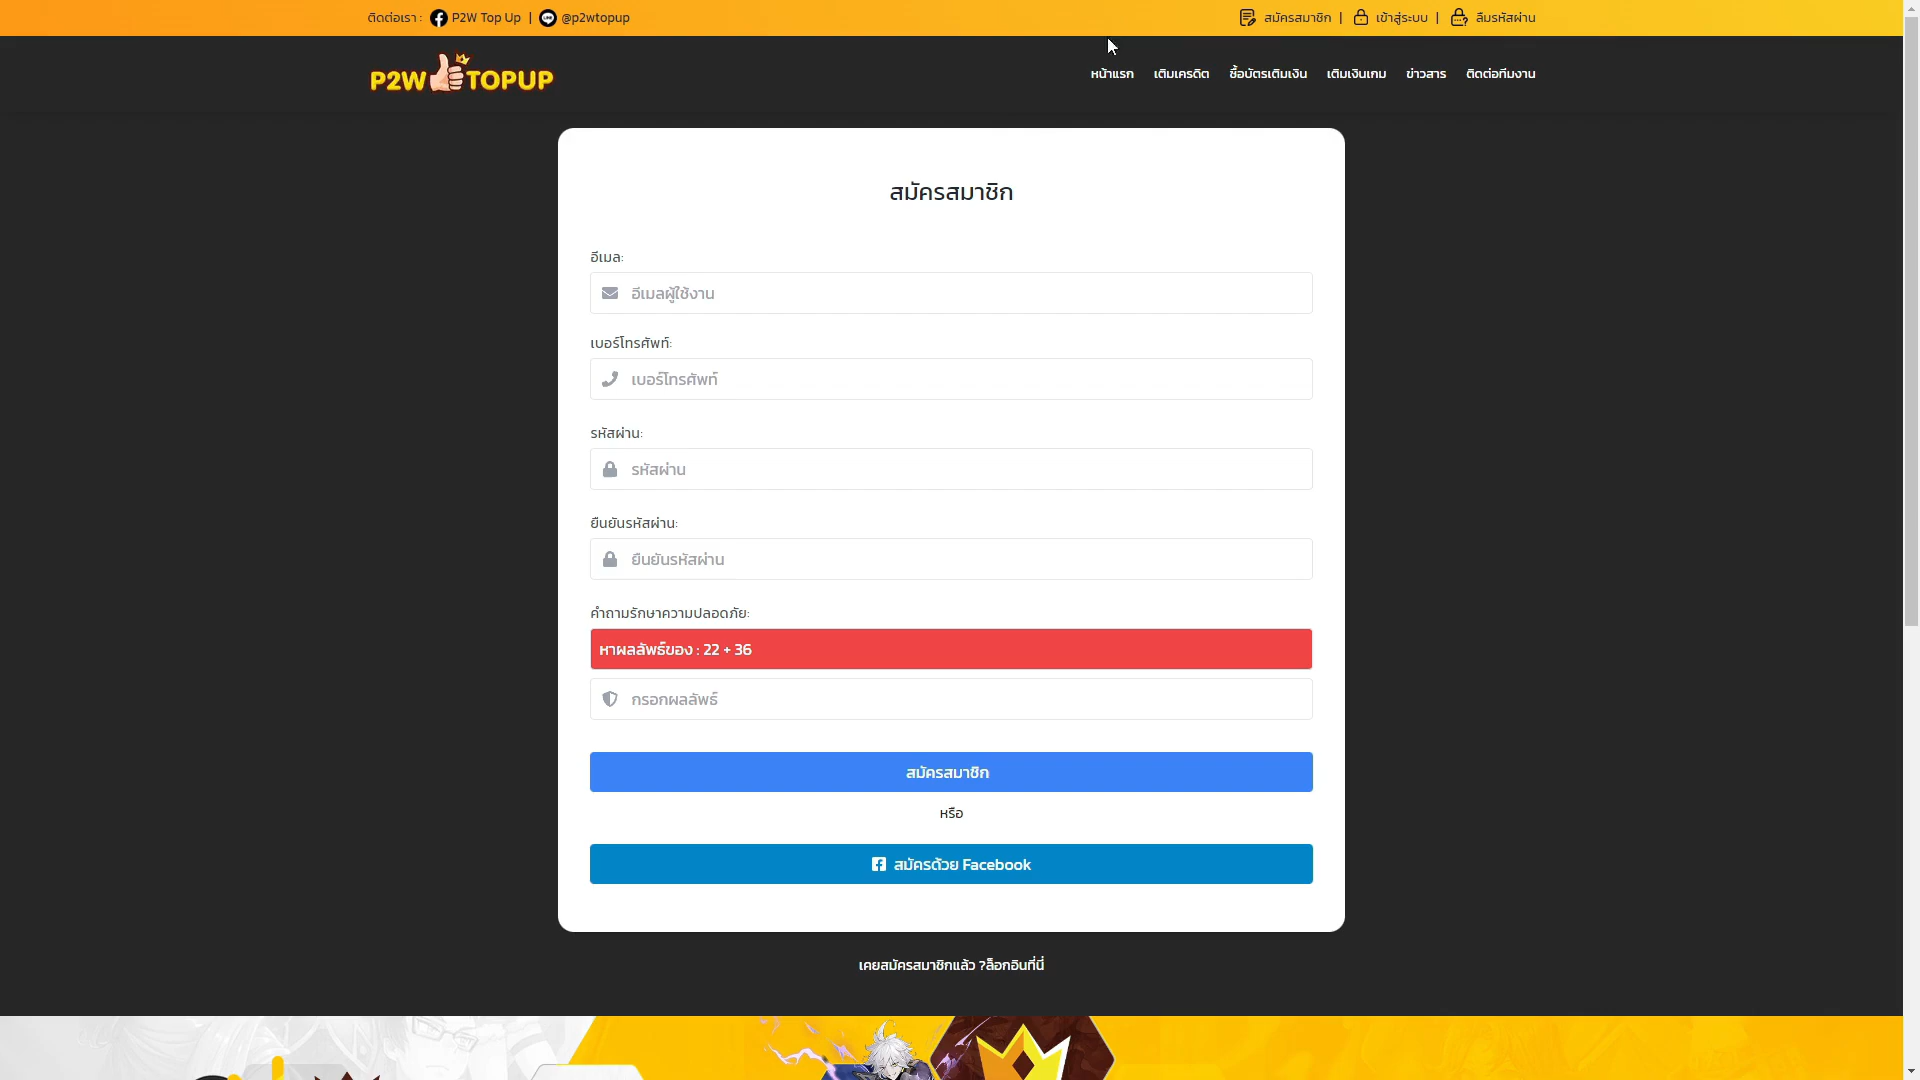 ติดต่อเรา : P2W Top Up | @p2wtopup
สมัครสมาชิก | เข้าสู่ระบบ | ลืมรหัสผ่าน
P2W TOPUP
หน้าแรก เติมเครดิต ซื้อบัตรเติมเงิน เติมเงินเกม ข่าวสาร ติดต่อทีมงาน
สมัครสมาชิก
อีเมล:
อีเมลผู้ใช้งาน
เบอร์โทรศัพท์:
เบอร์โทรศัพท์
รหัสผ่าน:
รหัสผ่าน
ยืนยันรหัสผ่าน:
ยืนยันรหัสผ่าน
คำถามรักษาความปลอดภัย:
หาผลลัพธ์ของ : 22 + 36
กรอกผลลัพธ์
สมัครสมาชิก
หรือ
สมัครด้วย Facebook
เคยสมัครสมาชิกแล้ว ?ล็อกอินที่นี่